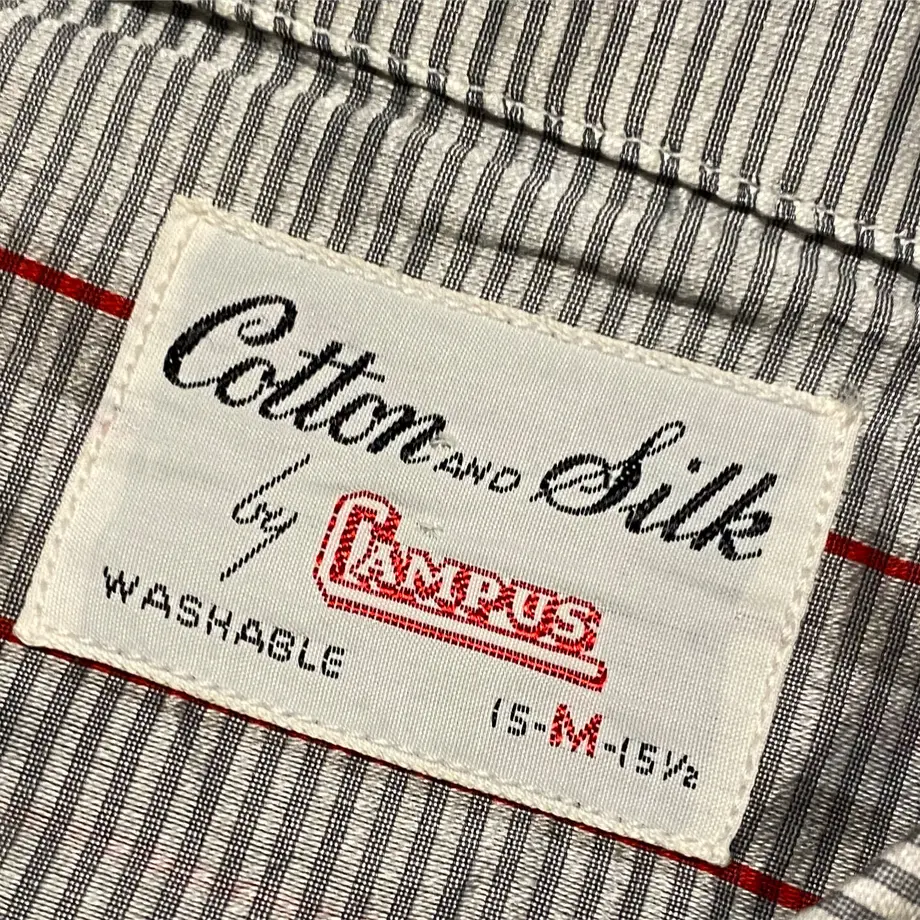 Cotton AND Silk
by CAMPUS
WASHABLE
15-M-15½